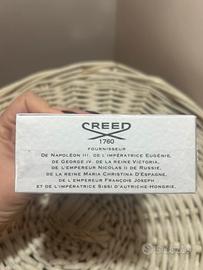 CREED
1760
FOURNISSEUR
DE NAPOLÉON III, DE L'IMPÉRATRICE EUGÉNIE,
DE GEORGE IV, DE LA REINE VICTORIA,
DE L'EMPEREUR NICOLAS II DE RUSSIE,
DE LA REINE MARIA CHRISTINA D'ESPAGNE,
DE L'EMPEREUR FRANÇOIS JOSEPH
ET DE L'IMPÉRATRICE SISSI D'AUTRICHE-HONGRIE.